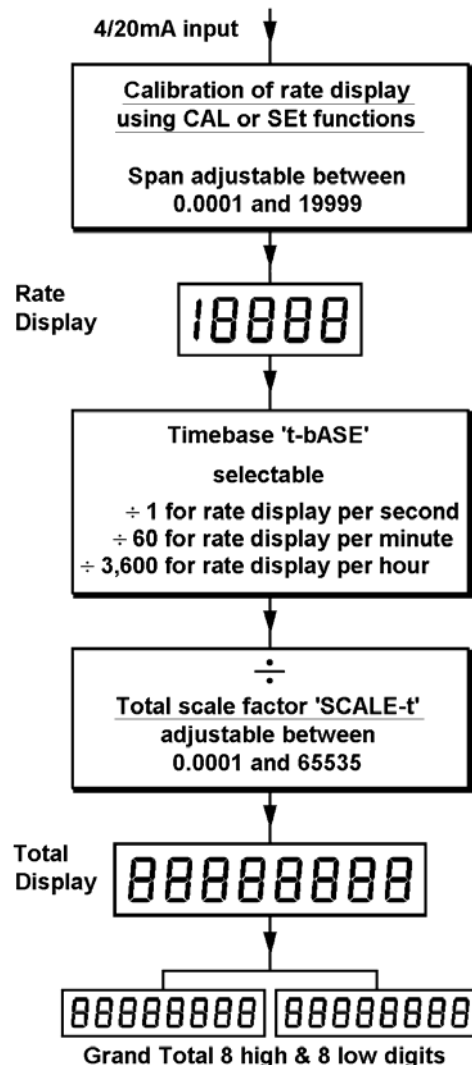 4/20mA input
Calibration of rate display
using CAL or SEt functions
Span adjustable between
0.0001 and 19999
Rate
Display
18888
Timebase 't-bASE'
selectable
÷ 1 for rate display per second
÷ 60 for rate display per minute
÷ 3,600 for rate display per hour
÷
Total scale factor 'SCALE-t'
adjustable between
0.0001 and 65535
Total
Display
88888888
88888888 88888888
Grand Total 8 high & 8 low digits